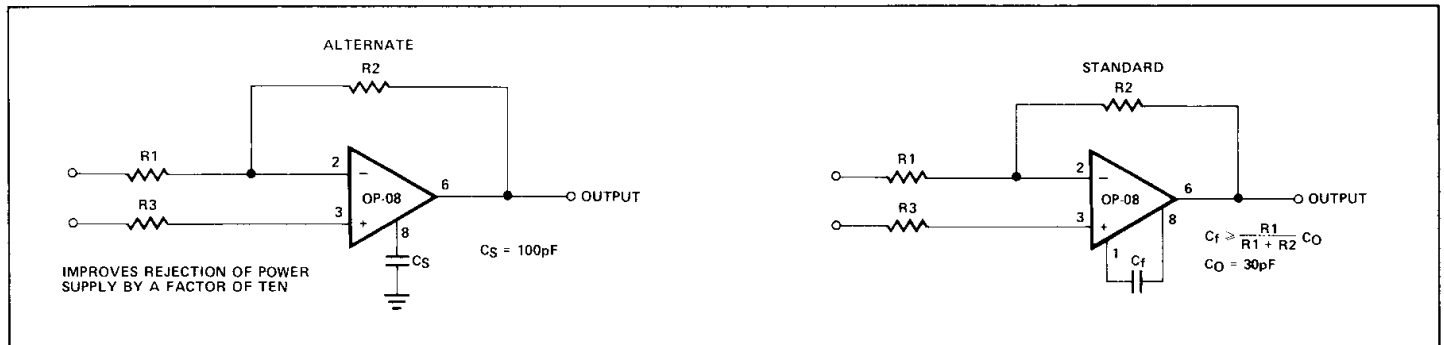 ALTERNATE
R2
R1
2
−
6
OP-08
OUTPUT
R3
3
+
8
CS
CS = 100pF
IMPROVES REJECTION OF POWER
SUPPLY BY A FACTOR OF TEN
STANDARD
R2
R1
2
−
6
OP-08
OUTPUT
R3
3
+
8
1
Cf
Cf ⩾ R1
R1 + R2 CO
CO = 30pF